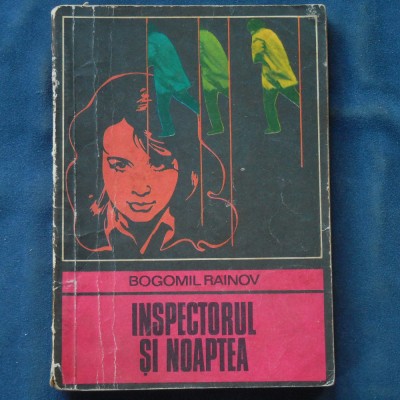 BOGOMIL RAINOV
INSPECTORUL
ȘI NOAPTEA